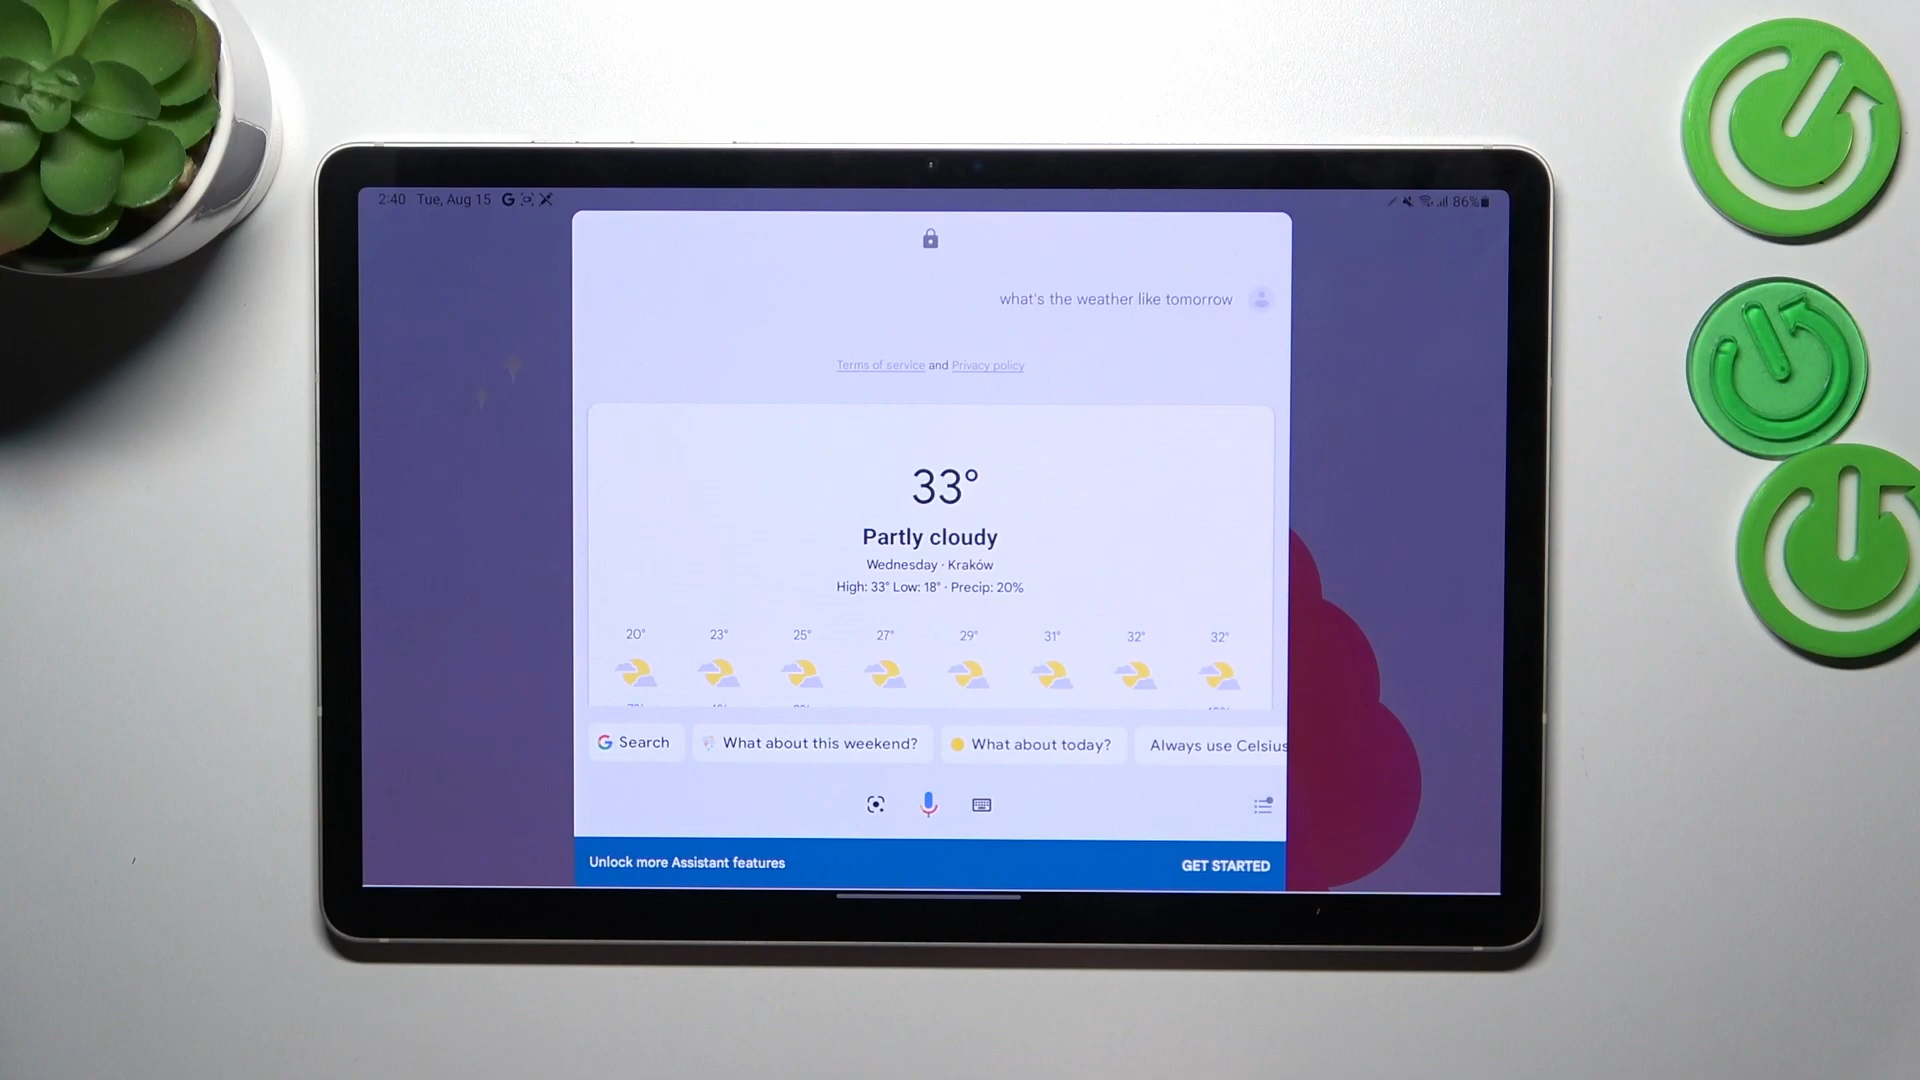 2:40 Tue, Aug 15 G
86%
what's the weather like tomorrow
Terms of service and Privacy policy
33°
Partly cloudy
Wednesday · Kraków
High: 33° Low: 18° · Precip: 20%
20° 23° 25° 27° 29° 31° 32° 32°
G Search
What about this weekend?
What about today?
Always use Celsius
Unlock more Assistant features
GET STARTED